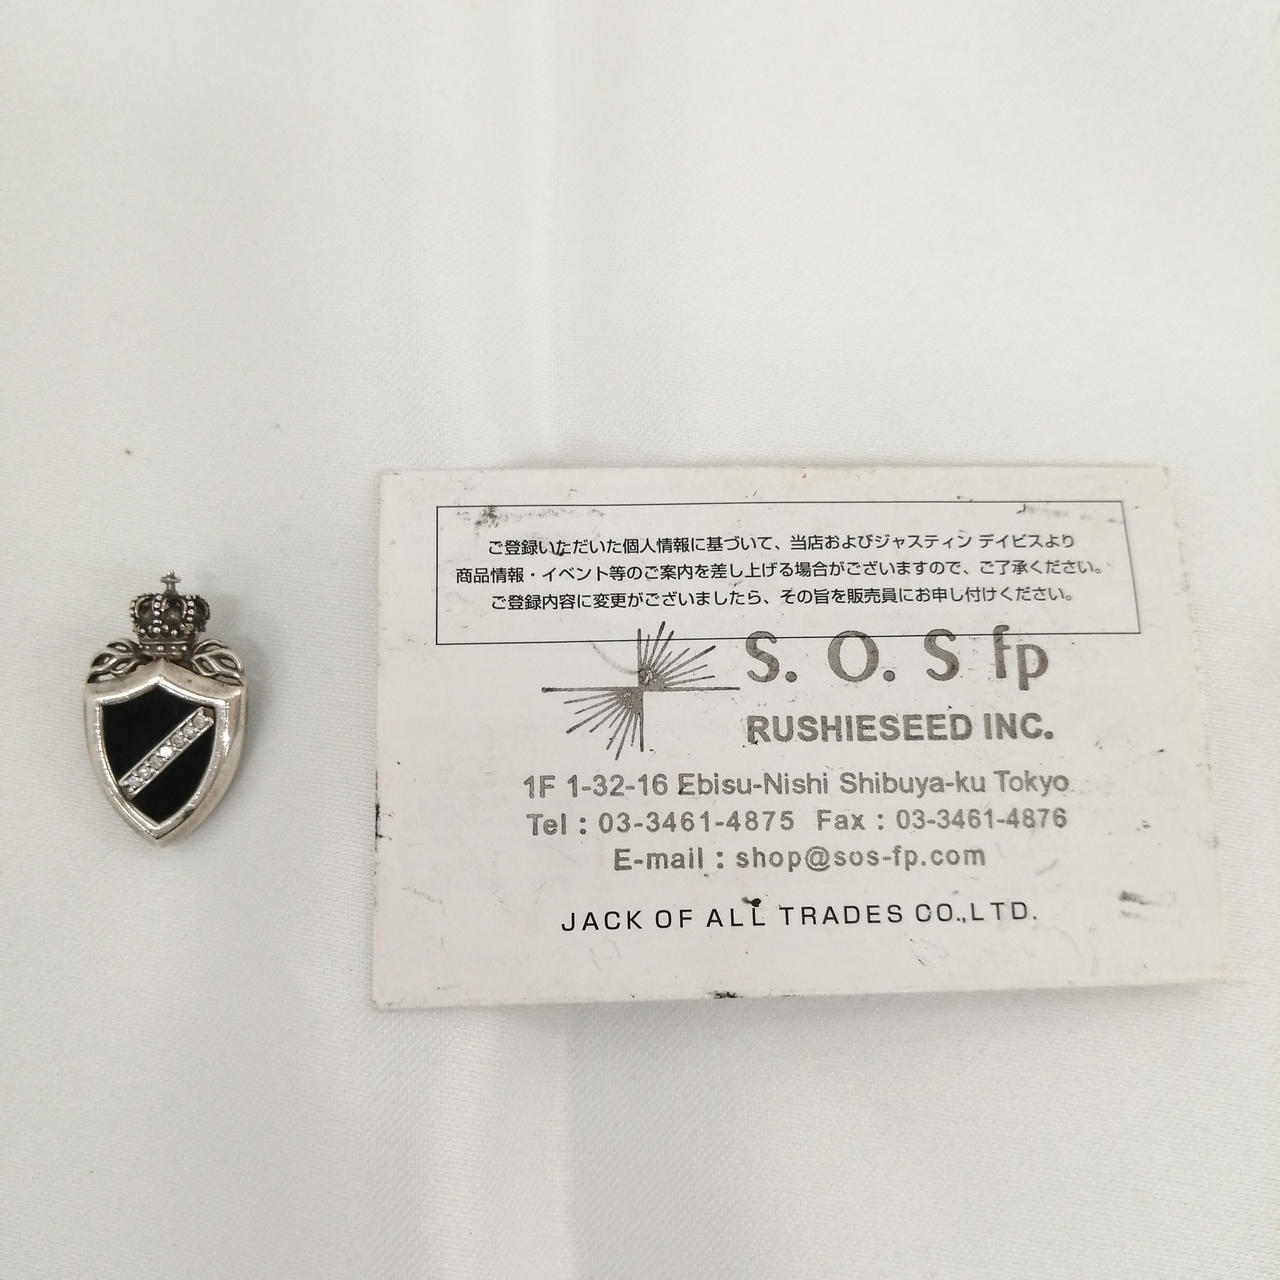 ご登録いただいた個人情報に基づいて、当店およびジャスティン デイビスより
商品情報・イベント等のご案内を差し上げる場合がございますので、ご了承ください。
ご登録内容に変更がございましたら、その旨を販売員にお申し付けください。
S. O. S fp
RUSHIESEED INC.
1F 1-32-16 Ebisu-Nishi Shibuya-ku Tokyo
Tel : 03-3461-4875 Fax : 03-3461-4876
E-mail : shop@sos-fp.com
JACK OF ALL TRADES CO.,LTD.